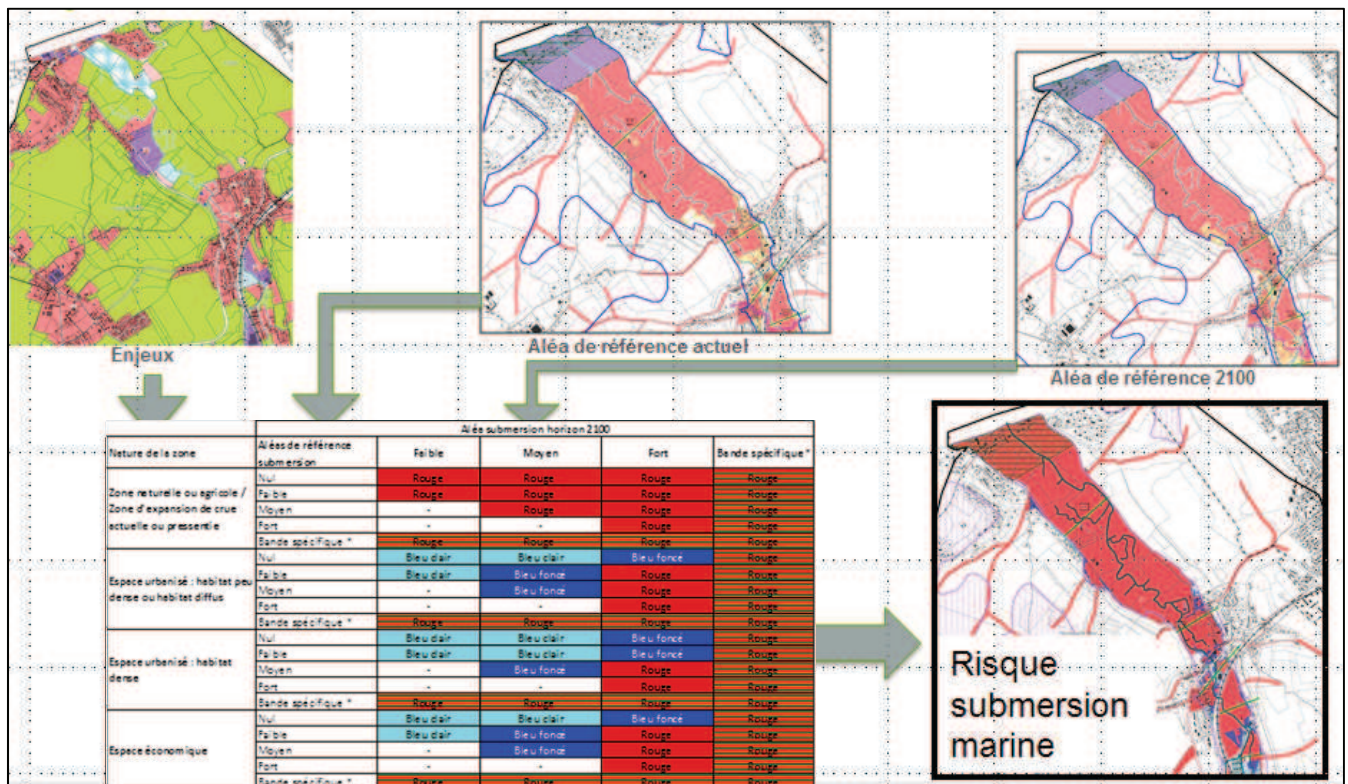 Enjeux
Aléa de référence actuel
Aléa de référence 2100
Aléa submersion horizon 2100
Nature de la zone
Aléas de référence submersion
Faible
Moyen
Fort
Bande spécifique *
Zone naturelle ou agricole / Zone d'expansion de crue actuelle ou pressentie
Nul Rouge Rouge Rouge Rouge
Faible Rouge Rouge Rouge Rouge
Moyen - Rouge Rouge Rouge
Fort - - Rouge Rouge
Bande spécifique * Rouge Rouge Rouge Rouge
Espace urbanisé : habitat peu dense ou habitat diffus
Nul Bleu clair Bleu clair Bleu foncé Rouge
Faible Bleu clair Bleu foncé Rouge Rouge
Moyen - Bleu foncé Rouge Rouge
Fort - - Rouge Rouge
Bande spécifique * Rouge Rouge Rouge Rouge
Espace urbanisé : habitat dense
Nul Bleu clair Bleu clair Bleu foncé Rouge
Faible Bleu clair Bleu clair Bleu foncé Rouge
Moyen - Bleu foncé Rouge Rouge
Fort - - Rouge Rouge
Bande spécifique * Rouge Rouge Rouge Rouge
Espace économique
Nul Bleu clair Bleu clair Bleu foncé Rouge
Faible Bleu clair Bleu foncé Rouge Rouge
Moyen - Bleu foncé Rouge Rouge
Fort - - Rouge Rouge
Bande spécifique * Rouge Rouge Rouge Rouge
Risque
submersion
marine